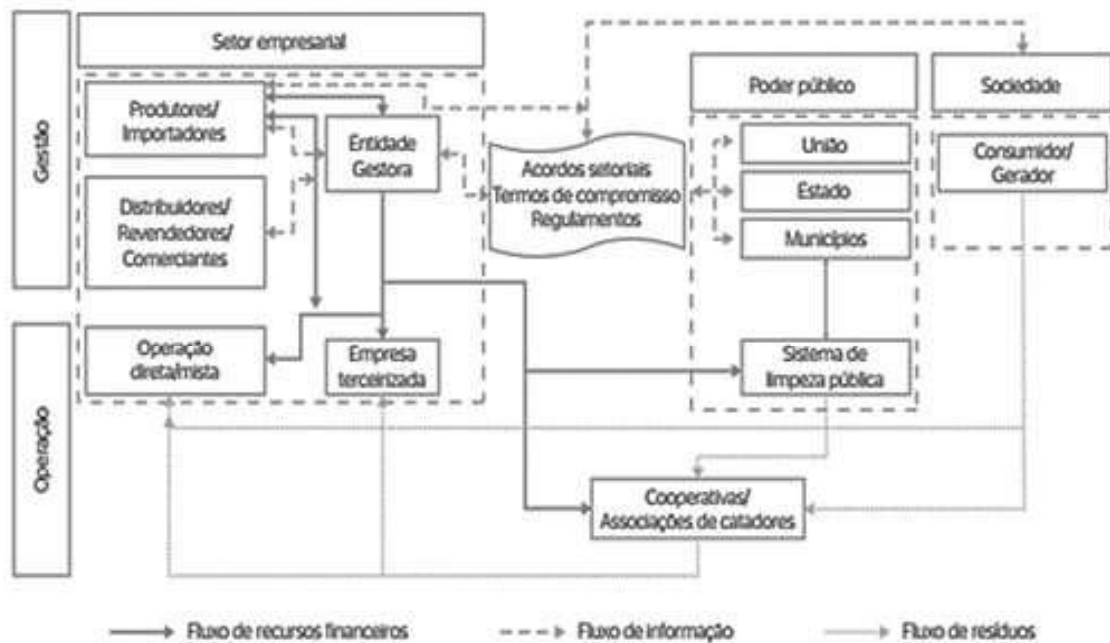 Setor empresarial
Gestão
Produtores/
Importadores
Entidade
Gestora
Distribuidores/
Revendedores/
Comerciantes
Acordos setoriais
Termos de compromisso
Regulamentos
Poder público
União
Estado
Municípios
Sociedade
Consumidor/
Gerador
Operação
Operação
direta/mista
Empresa
terceirizada
Sistema de
limpeza pública
Cooperativas/
Associações de catadores
Fluxo de recursos financeiros
Fluxo de informação
Fluxo de resíduos